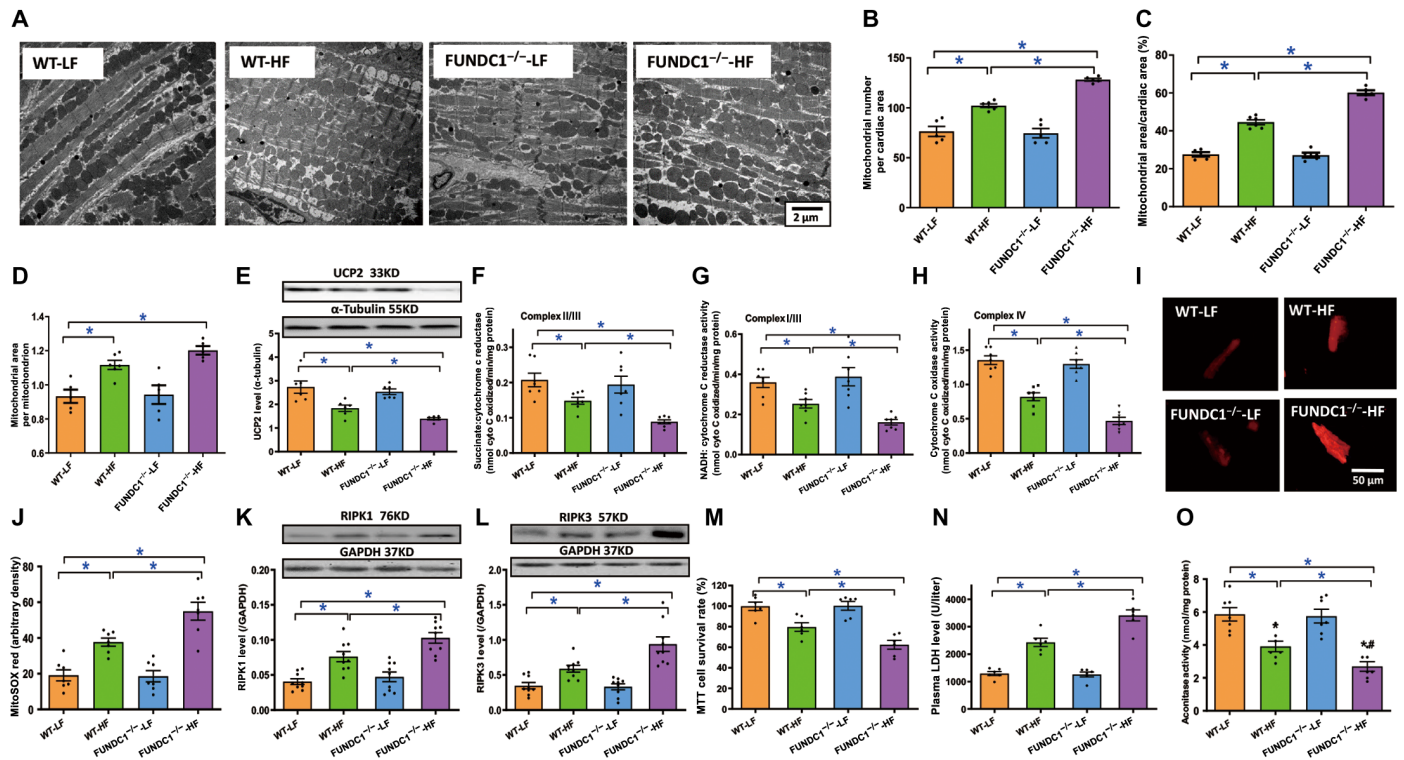 A
WT-LF
WT-HF
FUNDC1⁻/⁻-LF
FUNDC1⁻/⁻-HF
2 µm
B
Mitochondrial number
per cardiac area
150
100
50
0
*
*
*
WT-LF
WT-HF
FUNDC1⁻/⁻-LF
FUNDC1⁻/⁻-HF
C
Mitochondrial area/cardiac area (%)
80
60
40
20
0
*
*
*
WT-LF
WT-HF
FUNDC1⁻/⁻-LF
FUNDC1⁻/⁻-HF
D
Mitochondrial area
per mitochondrion
1.4
1.2
1.0
0.8
0.6
*
*
WT-LF
WT-HF
FUNDC1⁻/⁻-LF
FUNDC1⁻/⁻-HF
E
UCP2 33KD
α-Tubulin 55KD
UCP2 level (α-tubulin)
5
4
3
2
1
0
*
*
*
WT-LF
WT-HF
FUNDC1⁻/⁻-LF
FUNDC1⁻/⁻-HF
F
Complex II/III
Succinate:cytochrome c reductase
(nmol cyto C oxidized/min/mg protein)
0.3
0.2
0.1
0.0
*
*
*
WT-LF
WT-HF
FUNDC1⁻/⁻-LF
FUNDC1⁻/⁻-HF
G
Complex I/III
NADH: cytochrome C reductase activity
(nmol cyto C oxidized/min/mg protein)
0.6
0.4
0.2
0.0
*
*
*
WT-LF
WT-HF
FUNDC1⁻/⁻-LF
FUNDC1⁻/⁻-HF
H
Complex IV
Cytochrome C oxidase activity
(nmol cyto C oxidized/min/mg protein)
1.5
1.0
0.5
0.0
*
*
*
WT-LF
WT-HF
FUNDC1⁻/⁻-LF
FUNDC1⁻/⁻-HF
I
WT-LF
WT-HF
FUNDC1⁻/⁻-LF
FUNDC1⁻/⁻-HF
50 µm
J
MitoSOX red (arbitrary density)
80
60
40
20
0
*
*
*
WT-LF
WT-HF
FUNDC1⁻/⁻-LF
FUNDC1⁻/⁻-HF
K
RIPK1 76KD
GAPDH 37KD
RIPK1 level (/GAPDH)
0.20
0.15
0.10
0.05
0.00
*
*
*
WT-LF
WT-HF
FUNDC1⁻/⁻-LF
FUNDC1⁻/⁻-HF
L
RIPK3 57KD
GAPDH 37KD
RIPK3 level (/GAPDH)
2.0
1.5
1.0
0.5
0.0
*
*
*
WT-LF
WT-HF
FUNDC1⁻/⁻-LF
FUNDC1⁻/⁻-HF
M
MTT cell survival rate (%)
120
100
80
60
40
20
0
*
*
*
WT-LF
WT-HF
FUNDC1⁻/⁻-LF
FUNDC1⁻/⁻-HF
N
Plasma LDH level (U/liter)
4000
3000
2000
1000
0
*
*
*
WT-LF
WT-HF
FUNDC1⁻/⁻-LF
FUNDC1⁻/⁻-HF
O
Aconitase activity (nmol/mg protein)
8
6
4
2
0
*
*
*
*
*,#
WT-LF
WT-HF
FUNDC1⁻/⁻-LF
FUNDC1⁻/⁻-HF